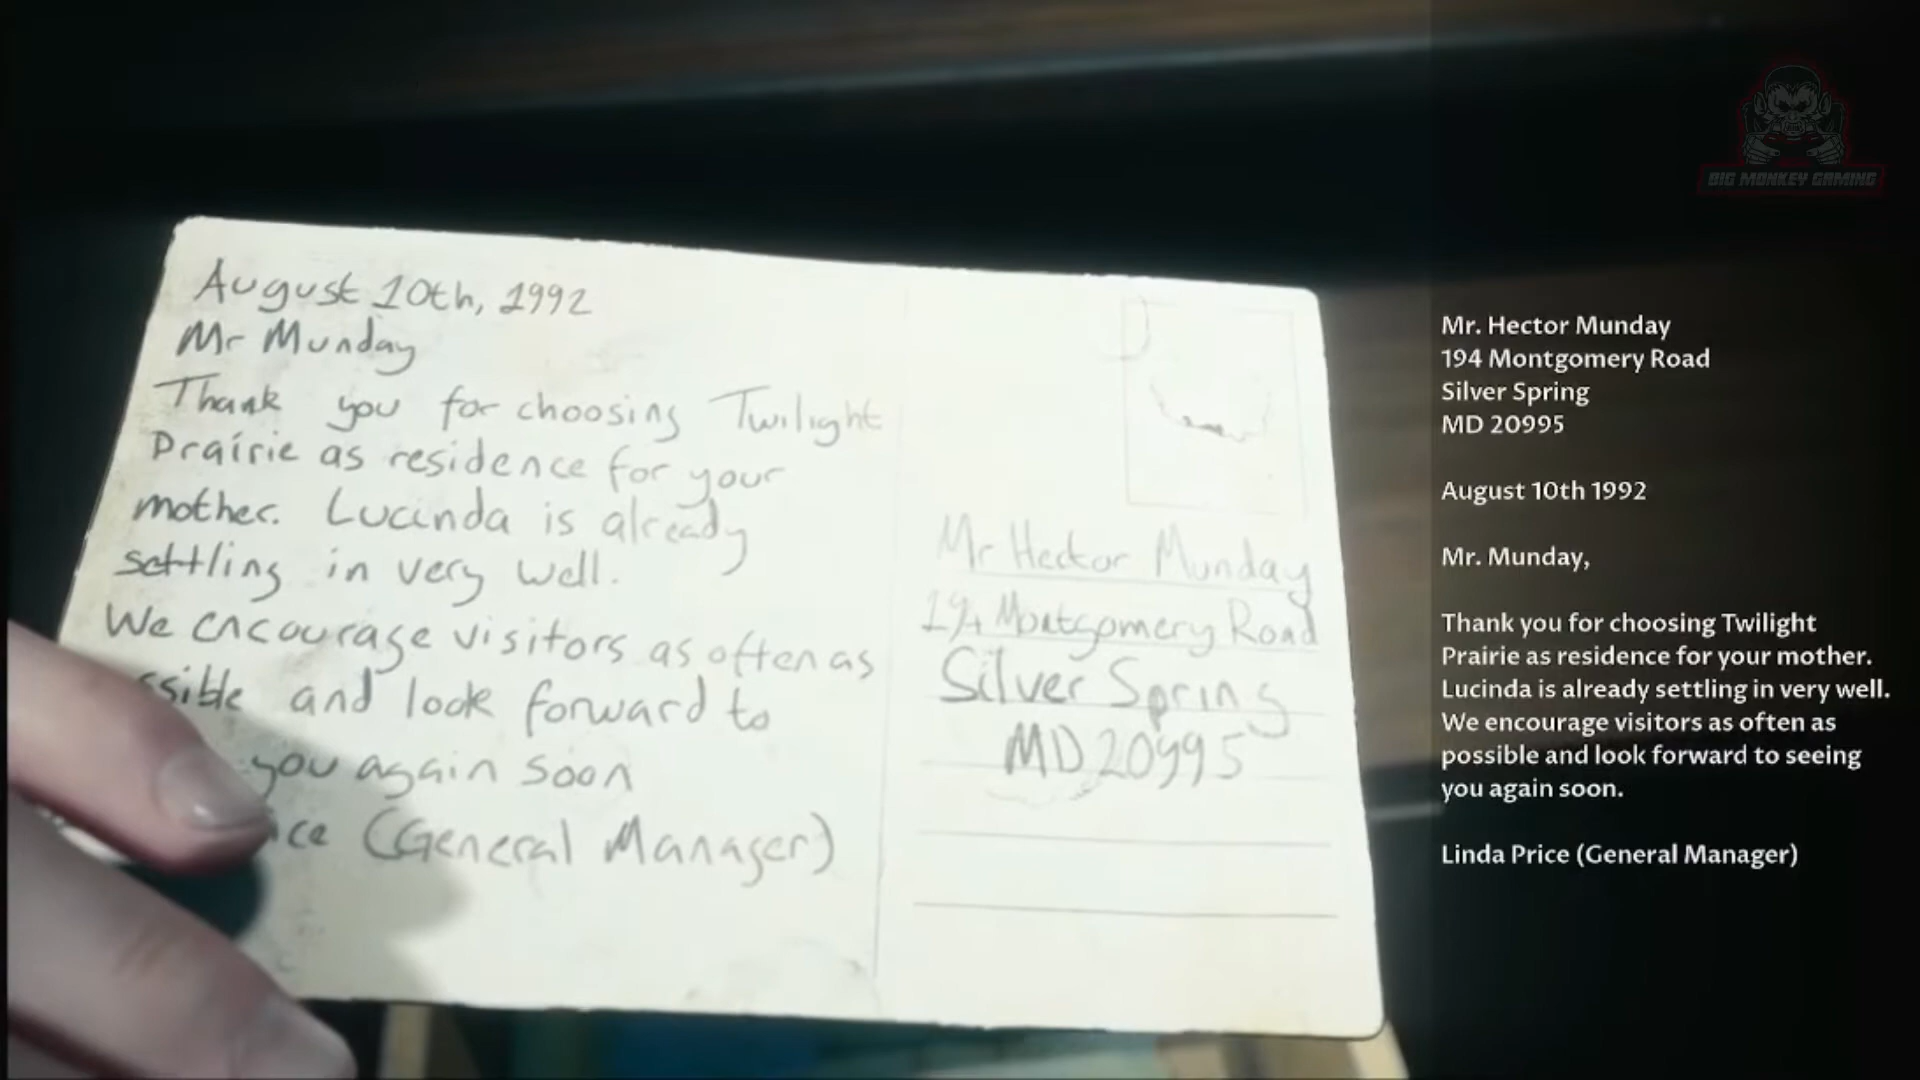 August 10th, 1992
Mr Munday
Thank you for choosing Twilight
Prairie as residence for your
mother. Lucinda is already
settling in very well.
We encourage visitors as often as
ssible and look forward to
you again soon
ice (General Manager)
Mr Hector Munday
194 Montgomery Road
Silver Spring
MD 20995
BIG MONKEY GAMING
Mr. Hector Munday
194 Montgomery Road
Silver Spring
MD 20995
August 10th 1992
Mr. Munday,
Thank you for choosing Twilight
Prairie as residence for your mother.
Lucinda is already settling in very well.
We encourage visitors as often as
possible and look forward to seeing
you again soon.
Linda Price (General Manager)